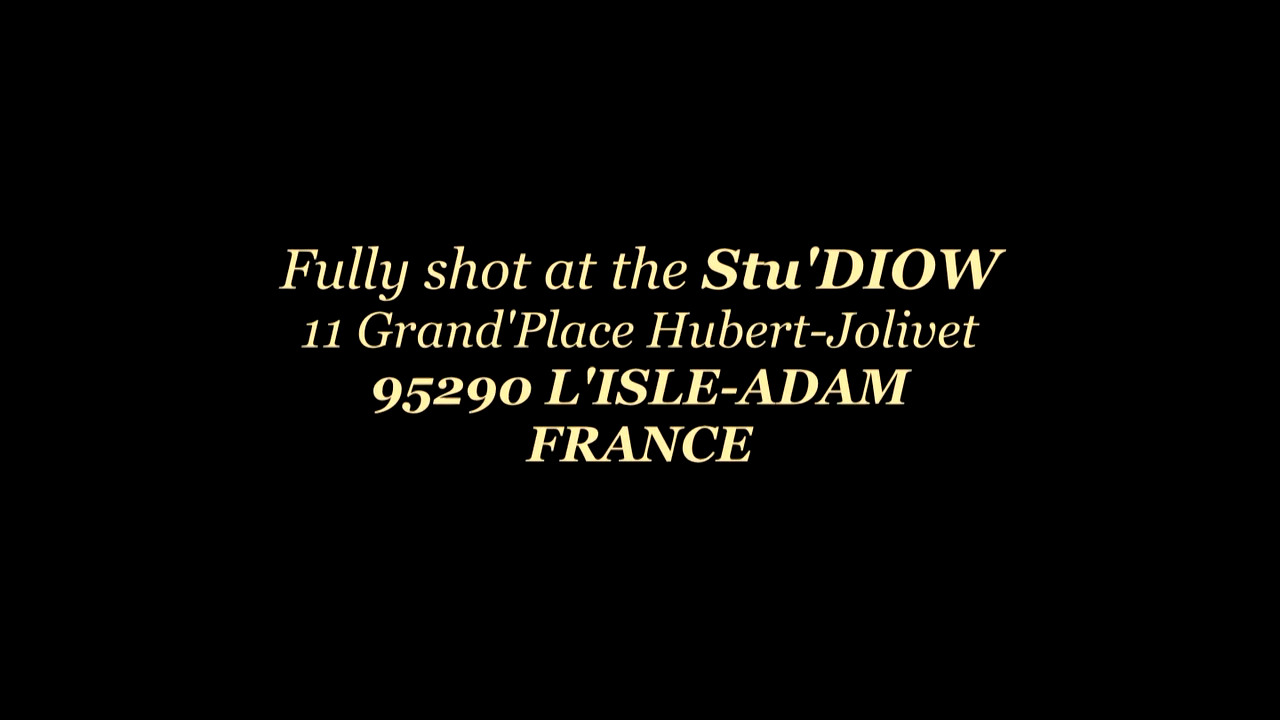 Fully shot at the Stu'DIOW
11 Grand'Place Hubert-Jolivet
95290 L'ISLE-ADAM
FRANCE